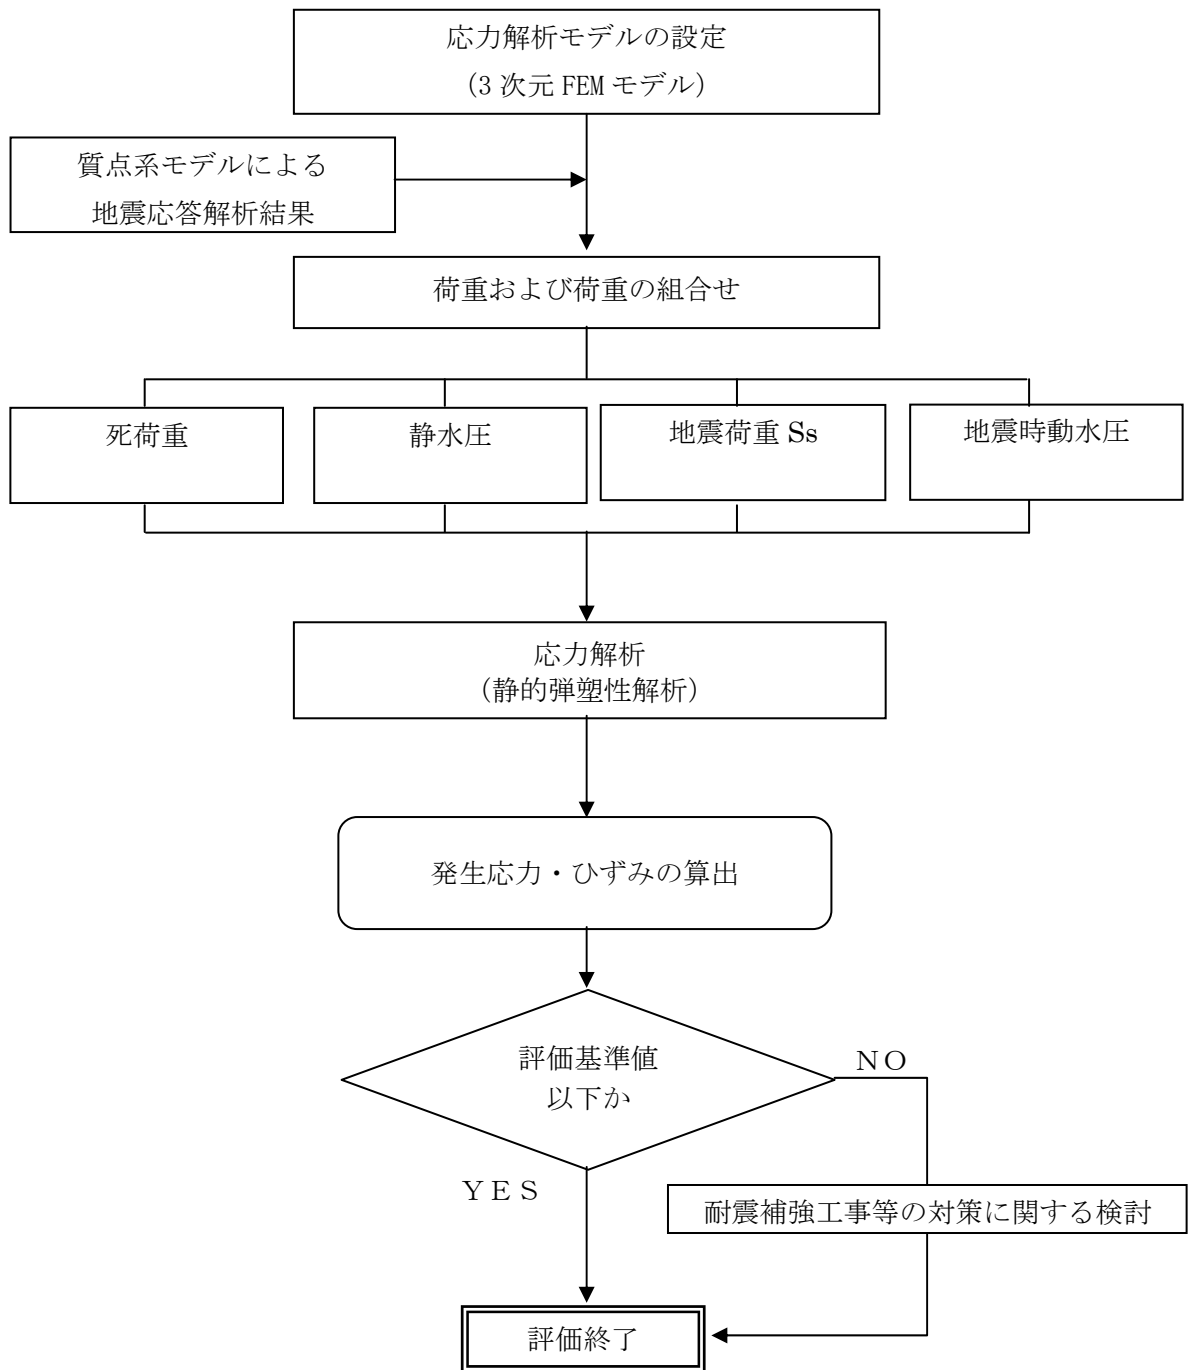 応力解析モデルの設定
(3 次元 FEM モデル)
質点系モデルによる
地震応答解析結果
荷重および荷重の組合せ
死荷重
静水圧
地震荷重 Ss
地震時動水圧
応力解析
(静的弾塑性解析)
発生応力・ひずみの算出
評価基準値
以下か
ＮＯ
ＹＥＳ
耐震補強工事等の対策に関する検討
評価終了